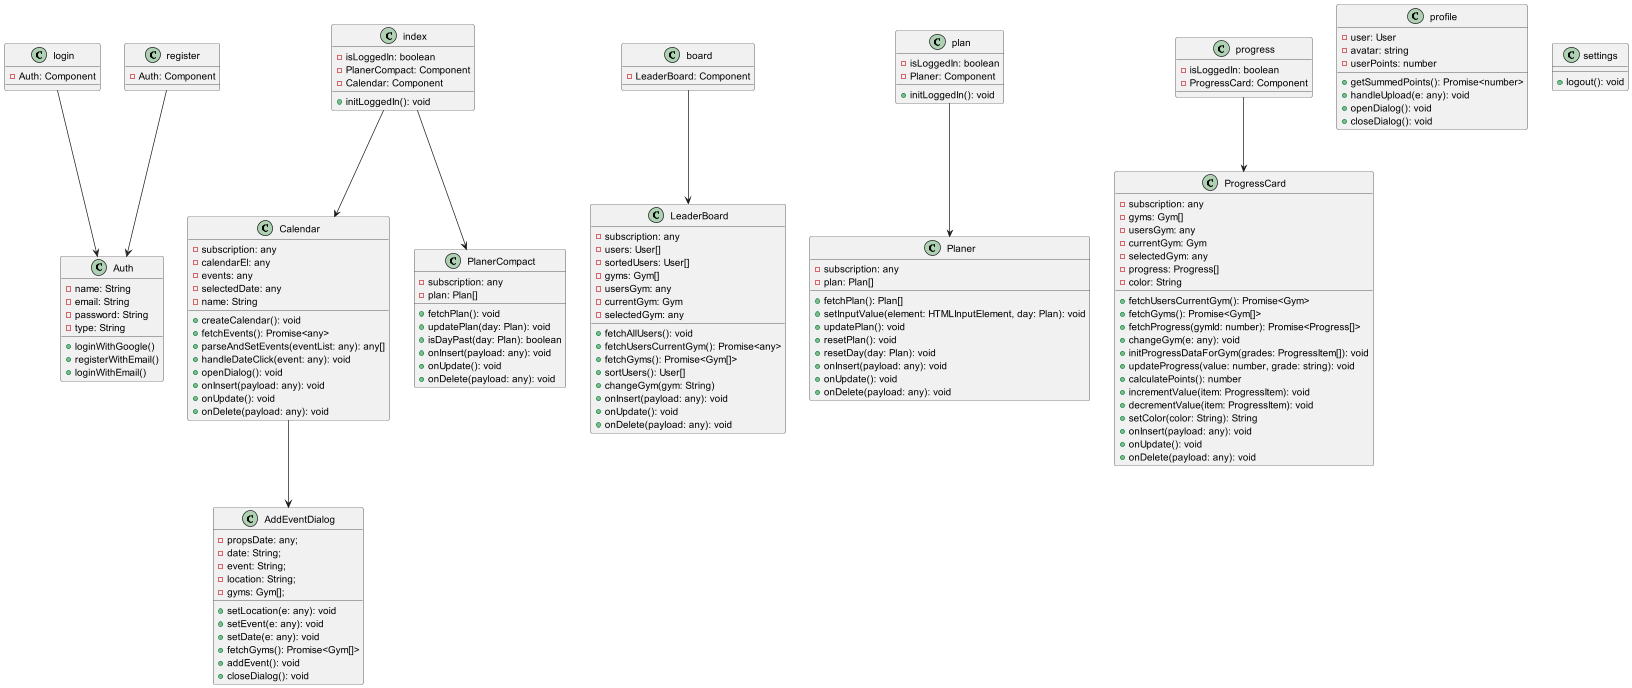 C login
Auth: Component
C register
Auth: Component
C index
isLoggedIn: boolean
PlanerCompact: Component
Calendar: Component
initLoggedIn(): void
C board
LeaderBoard: Component
C plan
isLoggedIn: boolean
Planer: Component
initLoggedIn(): void
C progress
isLoggedIn: boolean
ProgressCard: Component
C profile
user: User
avatar: string
userPoints: number
getSummedPoints(): Promise<number>
handleUpload(e: any): void
openDialog(): void
closeDialog(): void
C settings
logout(): void
C Auth
name: String
email: String
password: String
type: String
loginWithGoogle()
registerWithEmail()
loginWithEmail()
C Calendar
subscription: any
calendarEl: any
events: any
selectedDate: any
name: String
createCalendar(): void
fetchEvents(): Promise<any>
parseAndSetEvents(eventList: any): any[]
handleDateClick(event: any): void
openDialog(): void
onInsert(payload: any): void
onUpdate(): void
onDelete(payload: any): void
C PlanerCompact
subscription: any
plan: Plan[]
fetchPlan(): void
updatePlan(day: Plan): void
isDayPast(day: Plan): boolean
onInsert(payload: any): void
onUpdate(): void
onDelete(payload: any): void
C LeaderBoard
subscription: any
users: User[]
sortedUsers: User[]
gyms: Gym[]
usersGym: any
currentGym: Gym
selectedGym: any
fetchAllUsers(): void
fetchUsersCurrentGym(): Promise<any>
fetchGyms(): Promise<Gym[]>
sortUsers(): User[]
changeGym(gym: String)
onInsert(payload: any): void
onUpdate(): void
onDelete(payload: any): void
C Planer
subscription: any
plan: Plan[]
fetchPlan(): Plan[]
setInputValue(element: HTMLInputElement, day: Plan): void
updatePlan(): void
resetPlan(): void
resetDay(day: Plan): void
onInsert(payload: any): void
onUpdate(): void
onDelete(payload: any): void
C ProgressCard
subscription: any
gyms: Gym[]
usersGym: any
currentGym: Gym
selectedGym: any
progress: Progress[]
color: String
fetchUsersCurrentGym(): Promise<Gym>
fetchGyms(): Promise<Gym[]>
fetchProgress(gymId: number): Promise<Progress[]>
changeGym(e: any): void
initProgressDataForGym(grades: ProgressItem[]): void
updateProgress(value: number, grade: string): void
calculatePoints(): number
incrementValue(item: ProgressItem): void
decrementValue(item: ProgressItem): void
setColor(color: String): String
onInsert(payload: any): void
onUpdate(): void
onDelete(payload: any): void
C AddEventDialog
propsDate: any;
date: String;
event: String;
location: String;
gyms: Gym[];
setLocation(e: any): void
setEvent(e: any): void
setDate(e: any): void
fetchGyms(): Promise<Gym[]>
addEvent(): void
closeDialog(): void